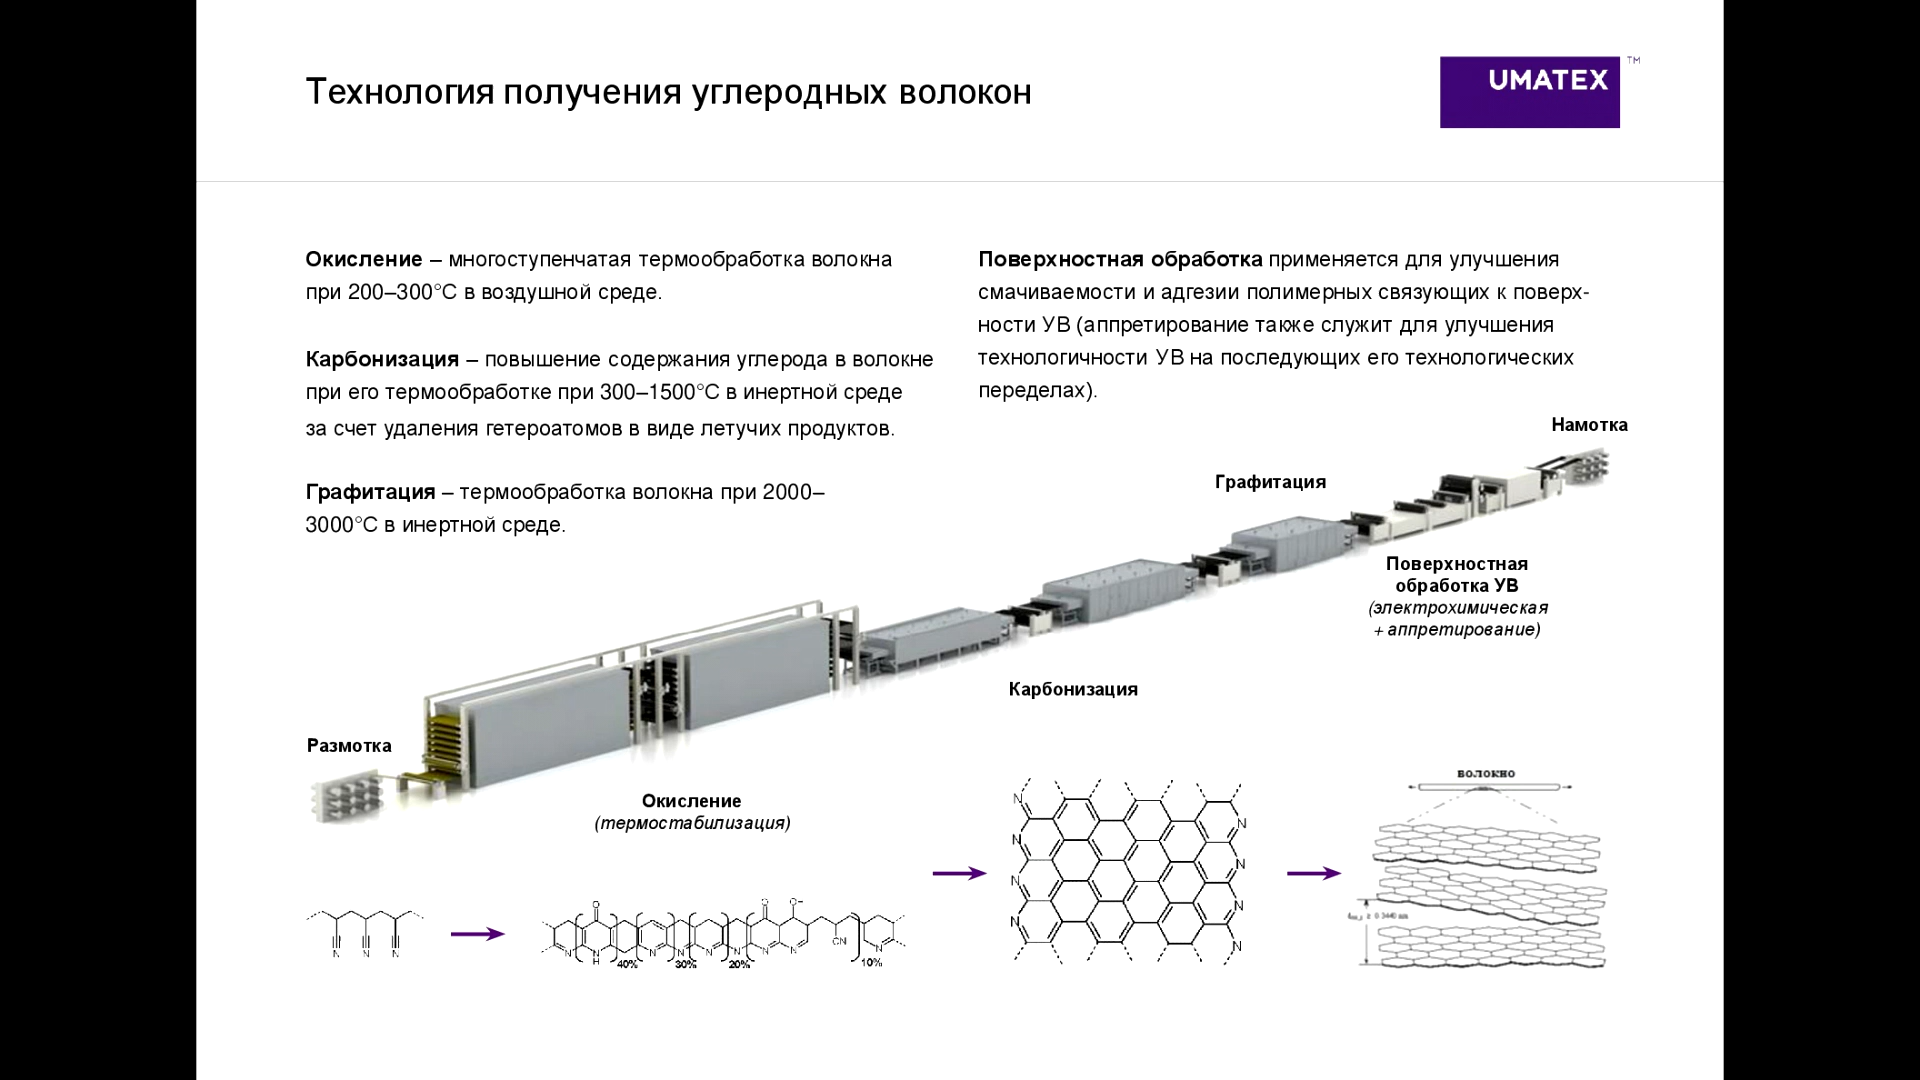 Технология получения углеродных волокон
UMATEX
TM
Окисление – многоступенчатая термообработка волокна
при 200–300°C в воздушной среде.
Карбонизация – повышение содержания углерода в волокне
при его термообработке при 300–1500°C в инертной среде
за счет удаления гетероатомов в виде летучих продуктов.
Графитация – термообработка волокна при 2000–
3000°C в инертной среде.
Поверхностная обработка применяется для улучшения
смачиваемости и адгезии полимерных связующих к поверх-
ности УВ (аппретирование также служит для улучшения
технологичности УВ на последующих его технологических
переделах).
Намотка
Графитация
Поверхностная
обработка УВ
(электрохимическая
+ аппретирование)
Карбонизация
Размотка
Окисление
(термостабилизация)
волокно
N
N
N
N
N
N
N
N
O
O–
CN
N
N
H
N
N
N
N
N
N
N
N
N
N
40%
30%
20%
10%